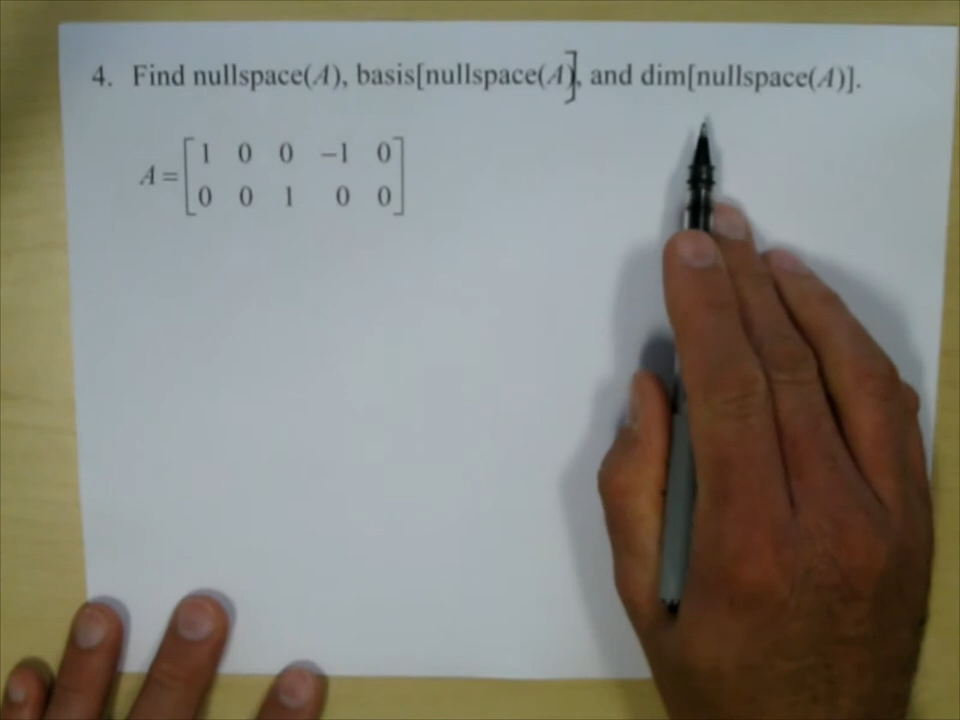 4. Find nullspace(A), basis[nullspace(A)], and dim[nullspace(A)].
A = [1 0 0 −1 0
0 0 1 0 0]